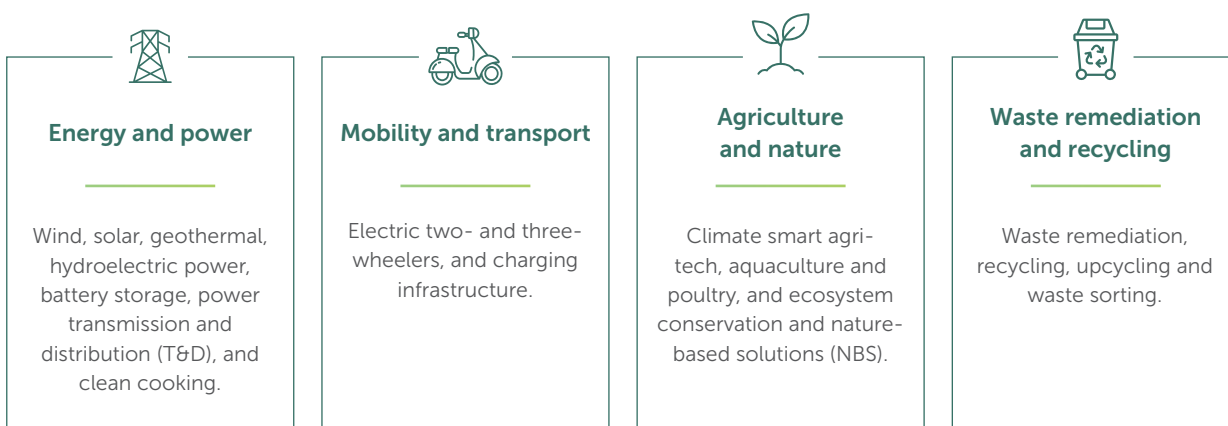 Energy and power
Wind, solar, geothermal,
hydroelectric power,
battery storage, power
transmission and
distribution (T&D), and
clean cooking.
Mobility and transport
Electric two- and three-
wheelers, and charging
infrastructure.
Agriculture
and nature
Climate smart agri-
tech, aquaculture and
poultry, and ecosystem
conservation and nature-
based solutions (NBS).
Waste remediation
and recycling
Waste remediation,
recycling, upcycling and
waste sorting.